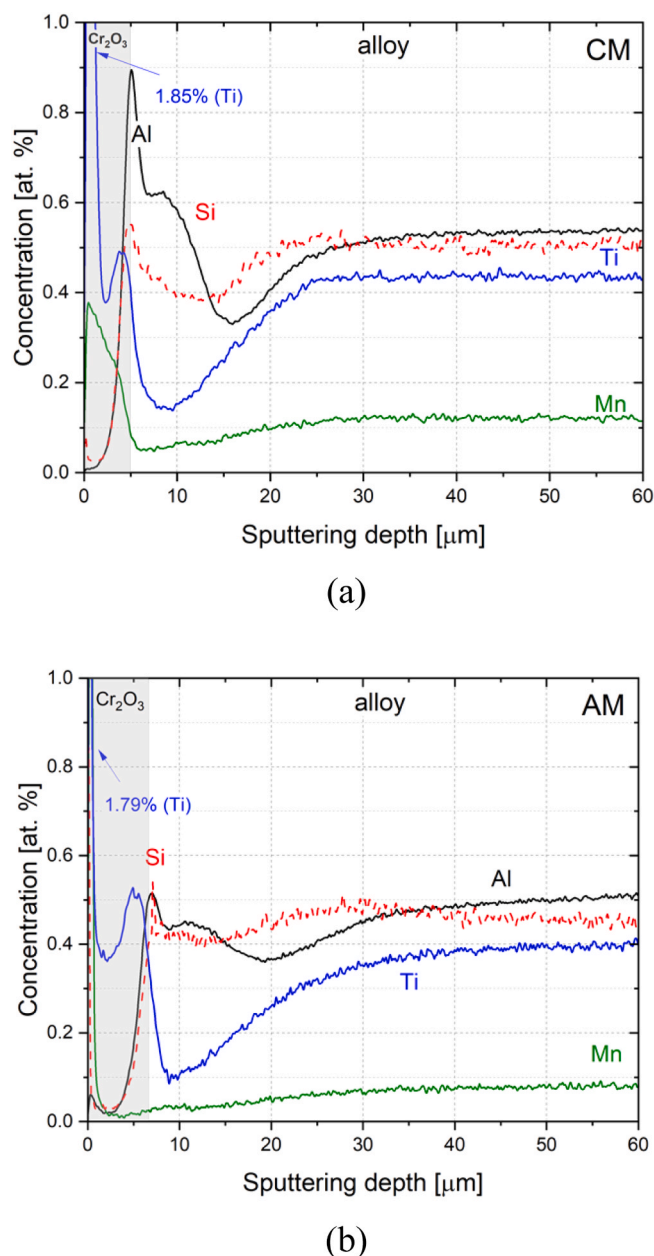 Cr₂O₃
alloy
CM
1.85% (Ti)
Al
Si
Ti
Mn
1.0
0.8
0.6
0.4
0.2
0.0
Concentration [at. %]
0 10 20 30 40 50 60
Sputtering depth [μm]
(a)
Cr₂O₃
alloy
AM
1.79% (Ti)
Si
Al
Ti
Mn
1.0
0.8
0.6
0.4
0.2
0.0
Concentration [at. %]
0 10 20 30 40 50 60
Sputtering depth [μm]
(b)